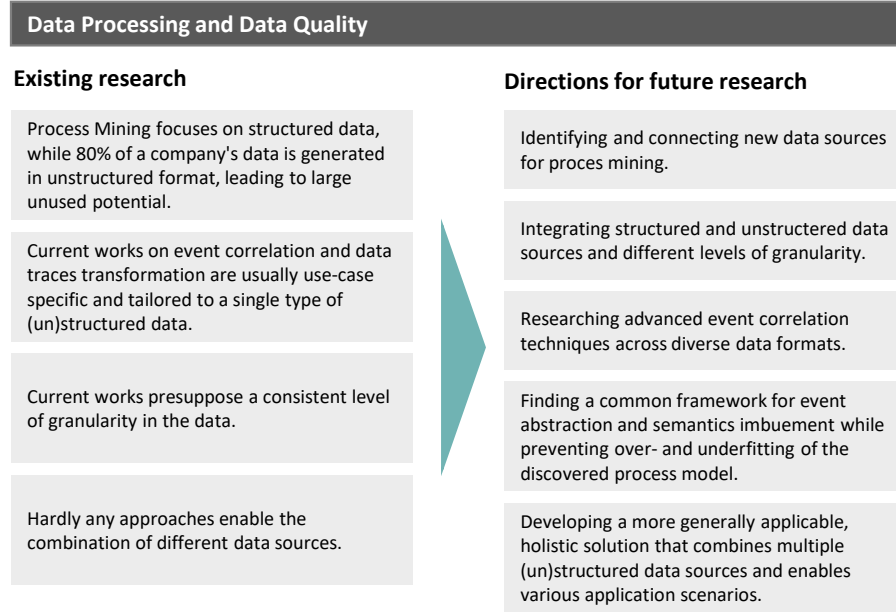 Data Processing and Data Quality
Existing research
Process Mining focuses on structured data,
while 80% of a company's data is generated
in unstructured format, leading to large
unused potential.
Current works on event correlation and data
traces transformation are usually use-case
specific and tailored to a single type of
(un)structured data.
Current works presuppose a consistent level
of granularity in the data.
Hardly any approaches enable the
combination of different data sources.
Directions for future research
Identifying and connecting new data sources
for proces mining.
Integrating structured and unstructered data
sources and different levels of granularity.
Researching advanced event correlation
techniques across diverse data formats.
Finding a common framework for event
abstraction and semantics imbuement while
preventing over- and underfitting of the
discovered process model.
Developing a more generally applicable,
holistic solution that combines multiple
(un)structured data sources and enables
various application scenarios.